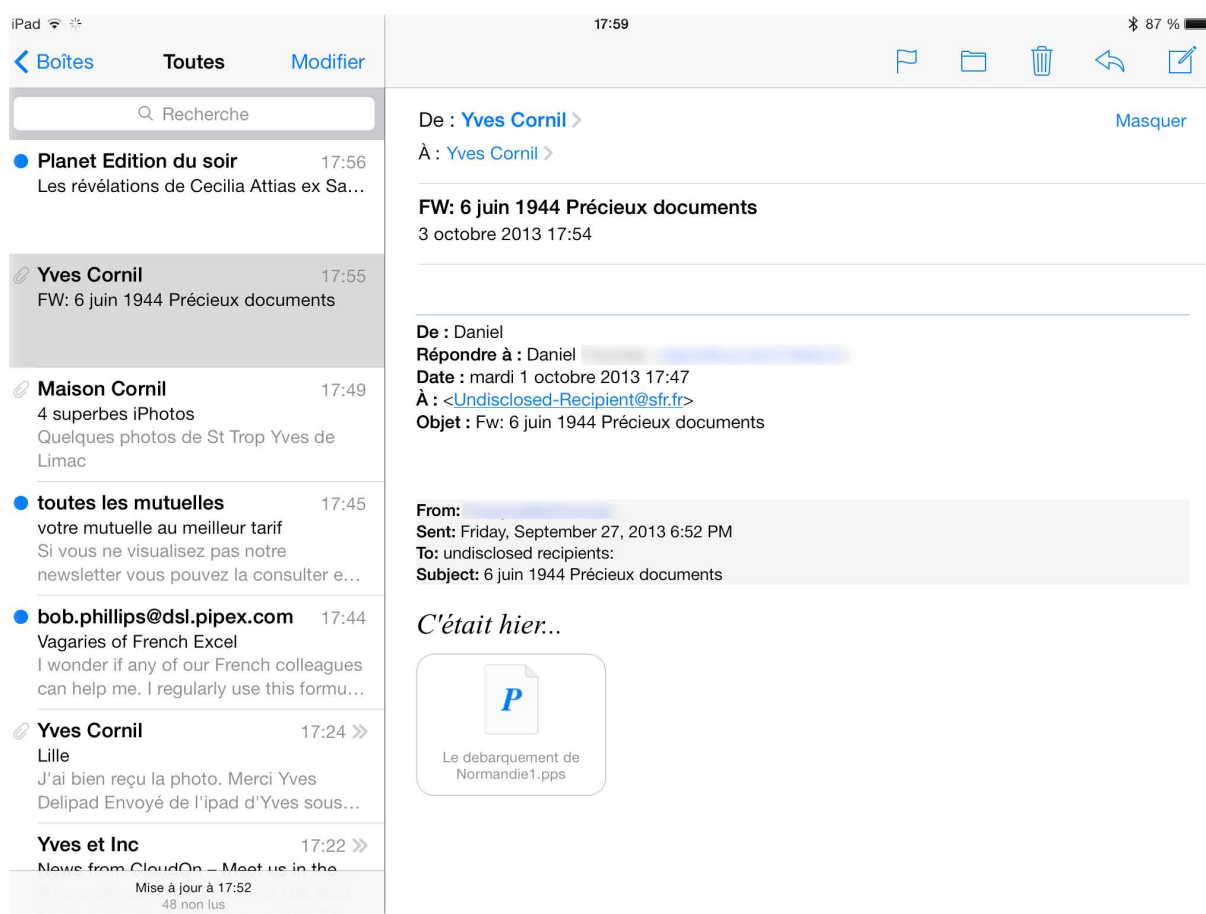 iPad 17:59 87 %
Boîtes Toutes Modifier
Recherche
Planet Edition du soir 17:56
Les révélations de Cecilia Attias ex Sa…
Yves Cornil 17:55
FW: 6 juin 1944 Précieux documents
Maison Cornil 17:49
4 superbes iPhotos
Quelques photos de St Trop Yves de
Limac
toutes les mutuelles 17:45
votre mutuelle au meilleur tarif
Si vous ne visualisez pas notre
newsletter vous pouvez la consulter e…
bob.phillips@dsl.pipex.com 17:44
Vagaries of French Excel
I wonder if any of our French colleagues
can help me. I regularly use this formu…
Yves Cornil 17:24
Lille
J'ai bien reçu la photo. Merci Yves
Delipad Envoyé de l'ipad d'Yves sous…
Yves et Inc 17:22
News from CloudOn – Meet us in the…
Mise à jour à 17:52
48 non lus
De : Yves Cornil
Masquer
À : Yves Cornil
FW: 6 juin 1944 Précieux documents
3 octobre 2013 17:54
De : Daniel
Répondre à : Daniel
Date : mardi 1 octobre 2013 17:47
À : <Undisclosed-Recipient@sfr.fr>
Objet : Fw: 6 juin 1944 Précieux documents
From:
Sent: Friday, September 27, 2013 6:52 PM
To: undisclosed recipients:
Subject: 6 juin 1944 Précieux documents
C'était hier...
P
Le debarquement de
Normandie1.pps